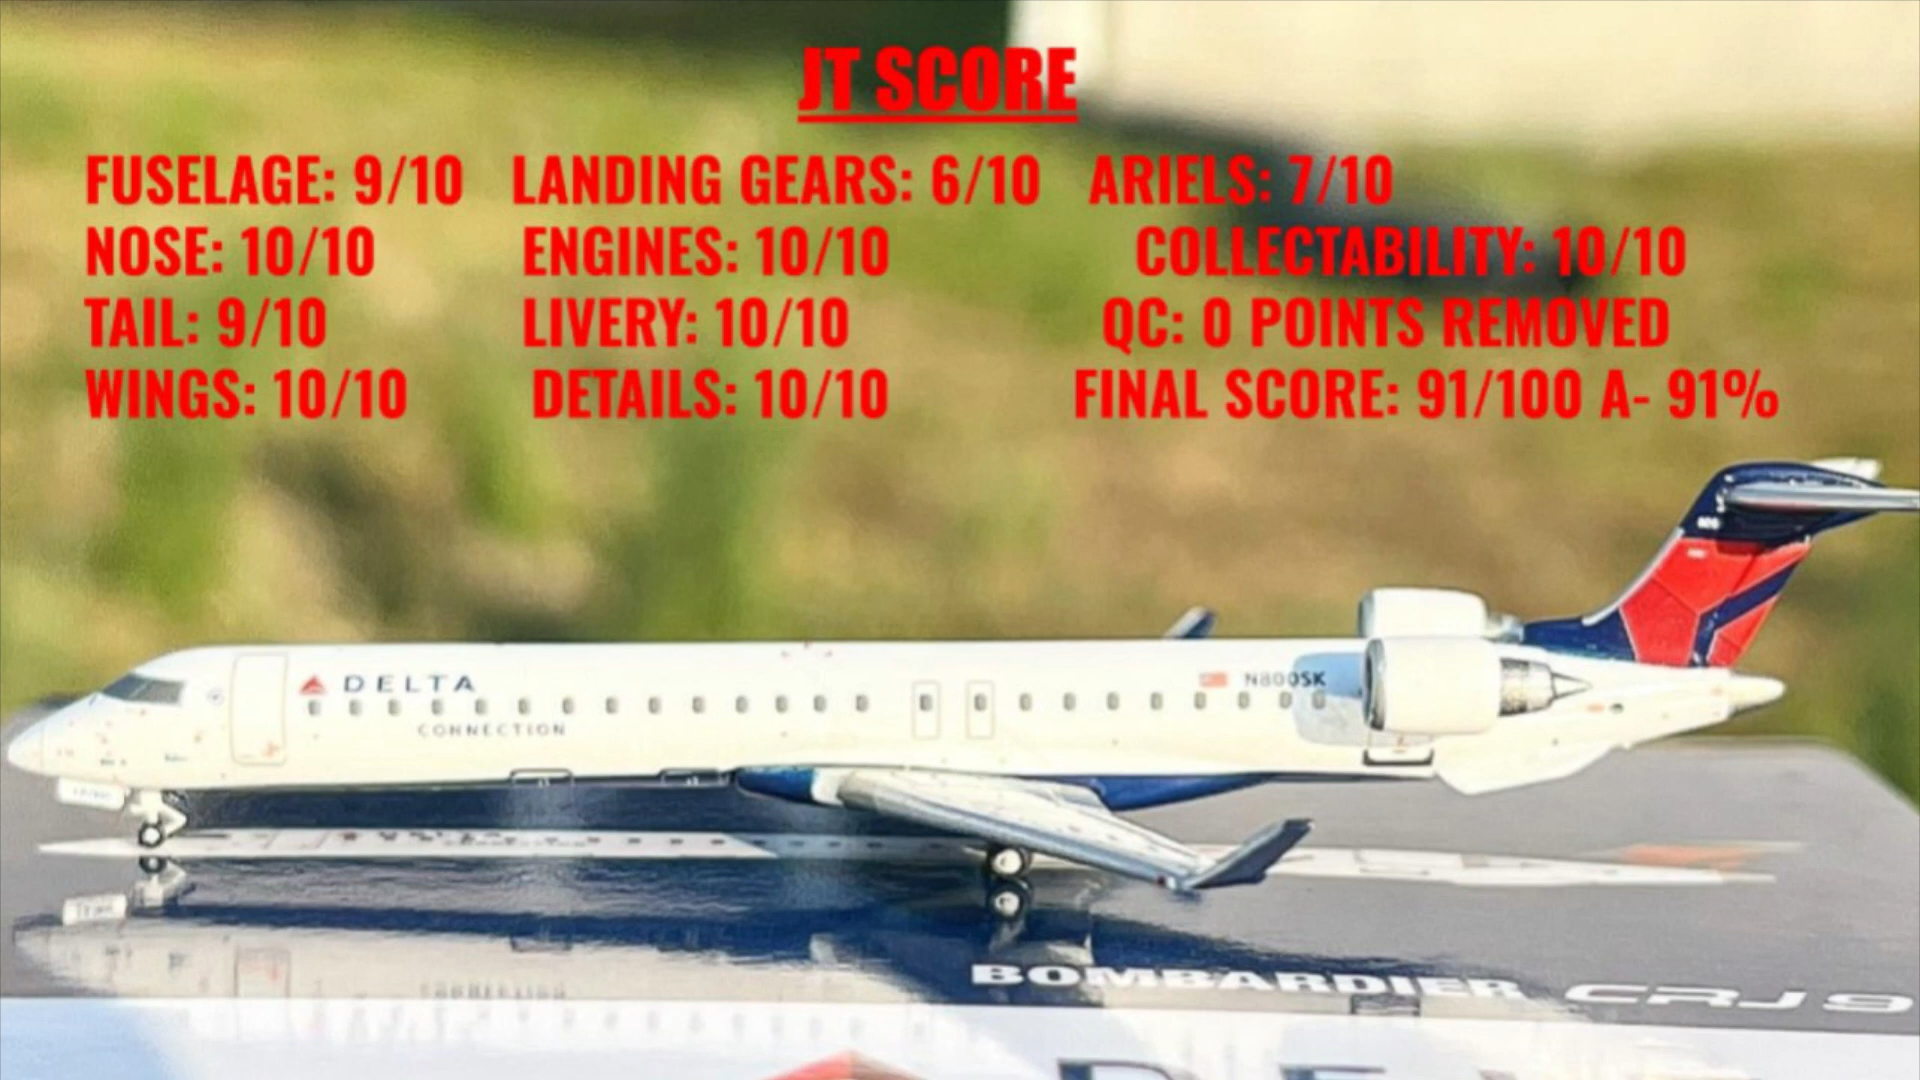 JT SCORE
FUSELAGE: 9/10 LANDING GEARS: 6/10 ARIELS: 7/10
NOSE: 10/10 ENGINES: 10/10 COLLECTABILITY: 10/10
TAIL: 9/10 LIVERY: 10/10 QC: 0 POINTS REMOVED
WINGS: 10/10 DETAILS: 10/10 FINAL SCORE: 91/100 A- 91%
DELTA
CONNECTION
N800SK
BOMBARDIER CRJ 9